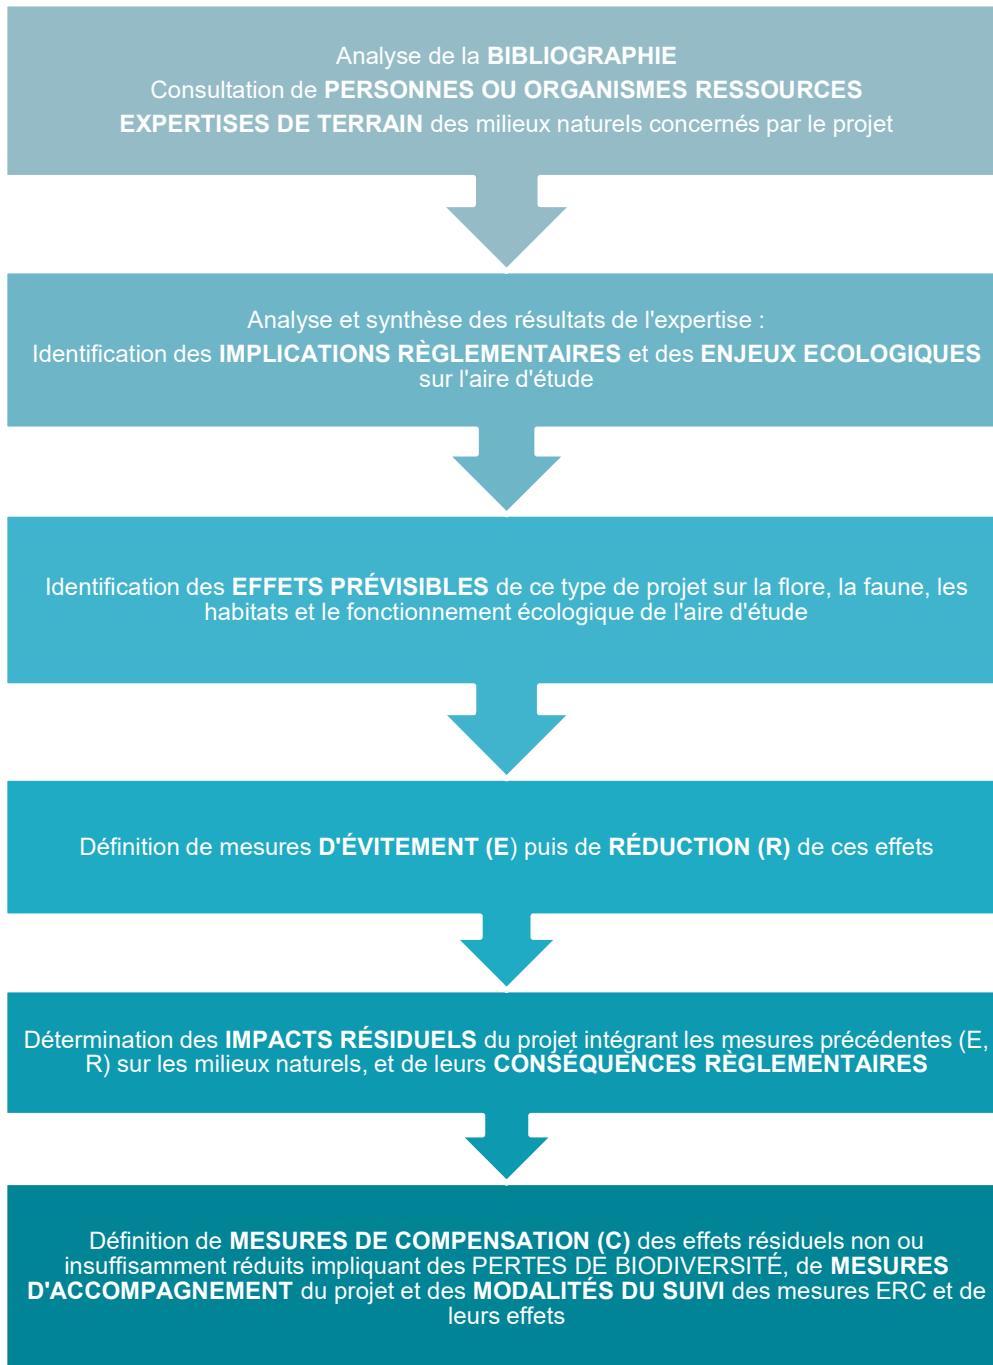 Analyse de la BIBLIOGRAPHIE
Consultation de PERSONNES OU ORGANISMES RESSOURCES
EXPERTISES DE TERRAIN des milieux naturels concernés par le projet
Analyse et synthèse des résultats de l'expertise :
Identification des IMPLICATIONS RÈGLEMENTAIRES et des ENJEUX ECOLOGIQUES
sur l'aire d'étude
Identification des EFFETS PRÉVISIBLES de ce type de projet sur la flore, la faune, les
habitats et le fonctionnement écologique de l'aire d'étude
Définition de mesures D'ÉVITEMENT (E) puis de RÉDUCTION (R) de ces effets
Détermination des IMPACTS RÉSIDUELS du projet intégrant les mesures précédentes (E,
R) sur les milieux naturels, et de leurs CONSÉQUENCES RÈGLEMENTAIRES
Définition de MESURES DE COMPENSATION (C) des effets résiduels non ou
insuffisamment réduits impliquant des PERTES DE BIODIVERSITÉ, de MESURES
D'ACCOMPAGNEMENT du projet et des MODALITÉS DU SUIVI des mesures ERC et de
leurs effets